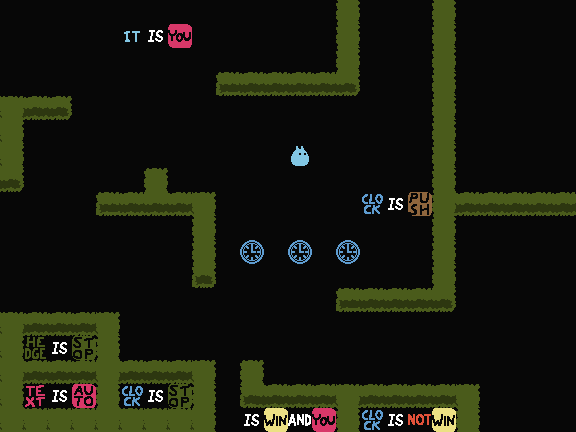 IT IS YOU
CLOCK IS PUSH
HEDGE IS STOP
TEXT IS AUTO
CLOCK IS STOP
IS WIN AND YOU
CLOCK IS NOT WIN